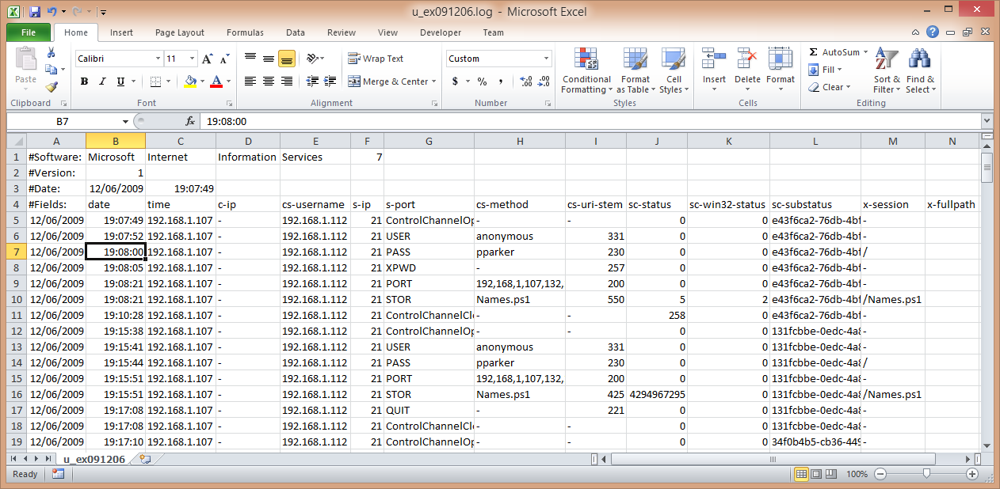 u_ex091206.log - Microsoft Excel
File Home Insert Page Layout Formulas Data Review View Developer Team
Paste
Clipboard
Calibri 11
B I U
Font
Wrap Text
Merge & Center
Alignment
Custom
$ % ,
Number
Conditional Formatting
Format as Table
Cell Styles
Styles
Insert Delete Format
Cells
Σ AutoSum
Fill
Clear
Sort & Filter
Find & Select
Editing
B7 fx 19:08:00
A B C D E F G H I J K L M N
1 #Software: Microsoft Internet Information Services 7
2 #Version: 1
3 #Date: 12/06/2009 19:07:49
4 #Fields: date time c-ip cs-username s-ip s-port cs-method cs-uri-stem sc-status sc-win32-status sc-substatus x-session x-fullpath
5 12/06/2009 19:07:49 192.168.1.107 - 192.168.1.112 21 ControlChannelOp - - 0 0 e43f6ca2-76db-4bf -
6 12/06/2009 19:07:52 192.168.1.107 - 192.168.1.112 21 USER anonymous 331 0 0 e43f6ca2-76db-4bf -
7 12/06/2009 19:08:00 192.168.1.107 - 192.168.1.112 21 PASS pparker 230 0 0 e43f6ca2-76db-4bf /
8 12/06/2009 19:08:05 192.168.1.107 - 192.168.1.112 21 XPWD - 257 0 0 e43f6ca2-76db-4bf -
9 12/06/2009 19:08:21 192.168.1.107 - 192.168.1.112 21 PORT 192,168,1,107,132, 200 0 0 e43f6ca2-76db-4bf -
10 12/06/2009 19:08:21 192.168.1.107 - 192.168.1.112 21 STOR Names.ps1 550 5 2 e43f6ca2-76db-4bf /Names.ps1
11 12/06/2009 19:10:28 192.168.1.107 - 192.168.1.112 21 ControlChannelClo - - 258 0 e43f6ca2-76db-4bf -
12 12/06/2009 19:15:38 192.168.1.107 - 192.168.1.112 21 ControlChannelOp - - 0 0 131fcbbe-0edc-4a8 -
13 12/06/2009 19:15:41 192.168.1.107 - 192.168.1.112 21 USER anonymous 331 0 0 131fcbbe-0edc-4a8 -
14 12/06/2009 19:15:44 192.168.1.107 - 192.168.1.112 21 PASS pparker 230 0 0 131fcbbe-0edc-4a8 /
15 12/06/2009 19:15:51 192.168.1.107 - 192.168.1.112 21 PORT 192,168,1,107,132, 200 0 0 131fcbbe-0edc-4a8 -
16 12/06/2009 19:15:51 192.168.1.107 - 192.168.1.112 21 STOR Names.ps1 425 4294967295 0 131fcbbe-0edc-4a8 /Names.ps1
17 12/06/2009 19:17:08 192.168.1.107 - 192.168.1.112 21 QUIT - 221 0 0 131fcbbe-0edc-4a8 -
18 12/06/2009 19:17:08 192.168.1.107 - 192.168.1.112 21 ControlChannelClo - - 0 0 131fcbbe-0edc-4a8 -
19 12/06/2009 19:17:10 192.168.1.107 - 192.168.1.112 21 ControlChannelOp - - 0 0 34f0b4b5-cb36-449 -
u_ex091206
Ready 100%